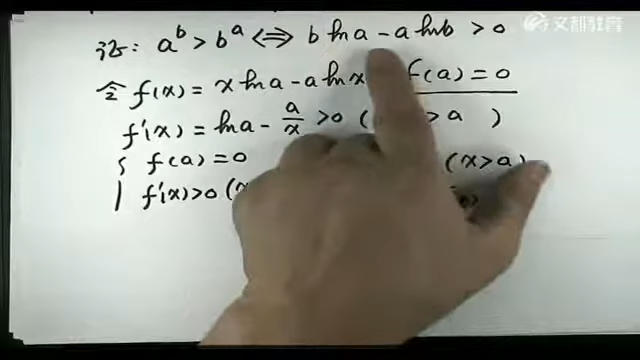 文都教育
证: a^b > b^a ⟺ b ln a - a ln b > 0
令 f(x) = x ln a - a ln x f(a) = 0
f'(x) = ln a - a/x > 0 ( > a )
{ f(a) = 0 (x > a)
f'(x) > 0 (